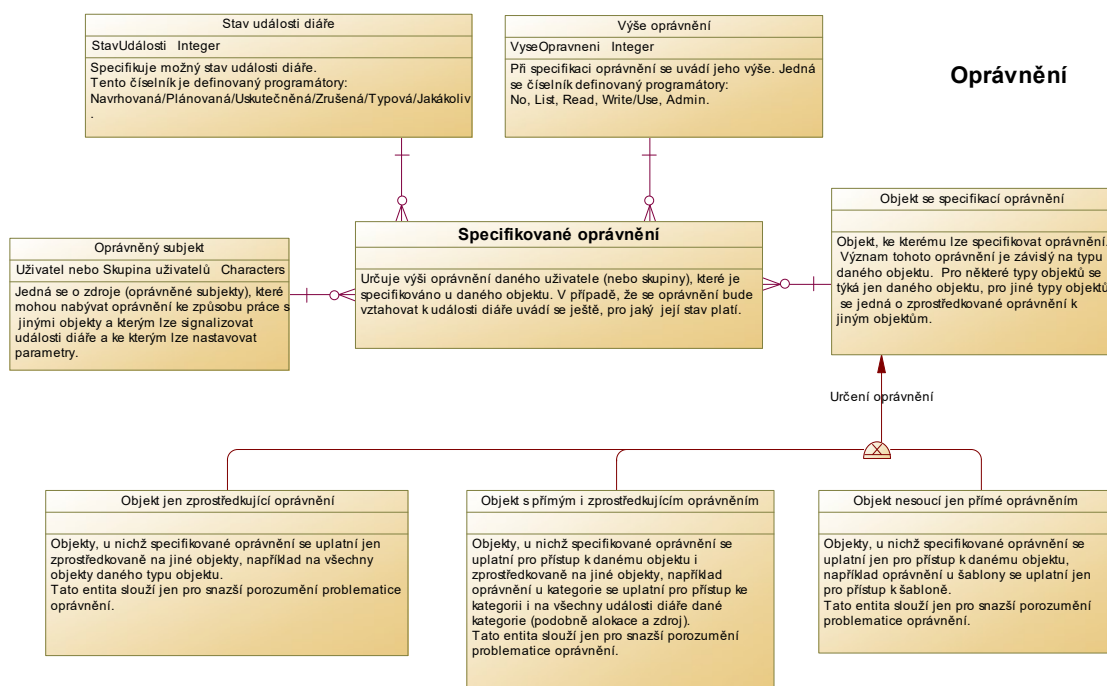 Stav události diáře
StavUdálosti Integer
Specifikuje možný stav události diáře.
Tento číselník je definovaný programátory:
Navrhovaná/Plánovaná/Uskutečněná/Zrušená/Typová/Jakákoliv
.
Výše oprávnění
VyseOpravneni Integer
Při specifikaci oprávnění se uvádí jeho výše. Jedná
se číselník definovaný programátory:
No, List, Read, Write/Use, Admin.
Oprávnění
Oprávněný subjekt
Uživatel nebo Skupina uživatelů Characters
Jedná se o zdroje (oprávněné subjekty), které
mohou nabývat oprávnění ke způsobu práce s
jinými objekty a kterým lze signalizovat
události diáře a ke kterým lze nastavovat
parametry.
Specifikované oprávnění
Určuje výši oprávnění daného uživatele (nebo skupiny), které je
specifikováno u daného objektu. V případě, že se oprávnění bude
vztahovat k události diáře uvádí se ještě, pro jaký její stav platí.
Objekt se specifikací oprávnění
Objekt, ke kterému lze specifikovat oprávnění.
Význam tohoto oprávnění je závislý na typu
daného objektu. Pro některé typy objektů se
týká jen daného objektu, pro jiné typy objektů
se jedná o zprostředkované oprávnění k
jiným objektům.
Určení oprávnění
Objekt jen zprostředkující oprávnění
Objekty, u nichž specifikované oprávnění se uplatní jen
zprostředkovaně na jiné objekty, například na všechny
objekty daného typu objektu.
Tato entita slouží jen pro snazší porozumění problematice
oprávnění.
Objekt s přímým i zprostředkujícím oprávněním
Objekty, u nichž specifikované oprávnění se
uplatní pro přístup k danému objektu i
zprostředkovaně na jiné objekty, například
oprávnění u kategorie se uplatní pro přístup ke
kategorii i na všechny události diáře dané
kategorie (podobně alokace a zdroj).
Tato entita slouží jen pro snazší porozumění
problematice oprávnění.
Objekt nesoucí jen přímé oprávněním
Objekty, u nichž specifikované oprávnění se
uplatní jen pro přístup k danému objektu,
například oprávnění u šablony se uplatní jen
pro přístup k šabloně.
Tato entita slouží jen pro snazší porozumění
problematice oprávnění.